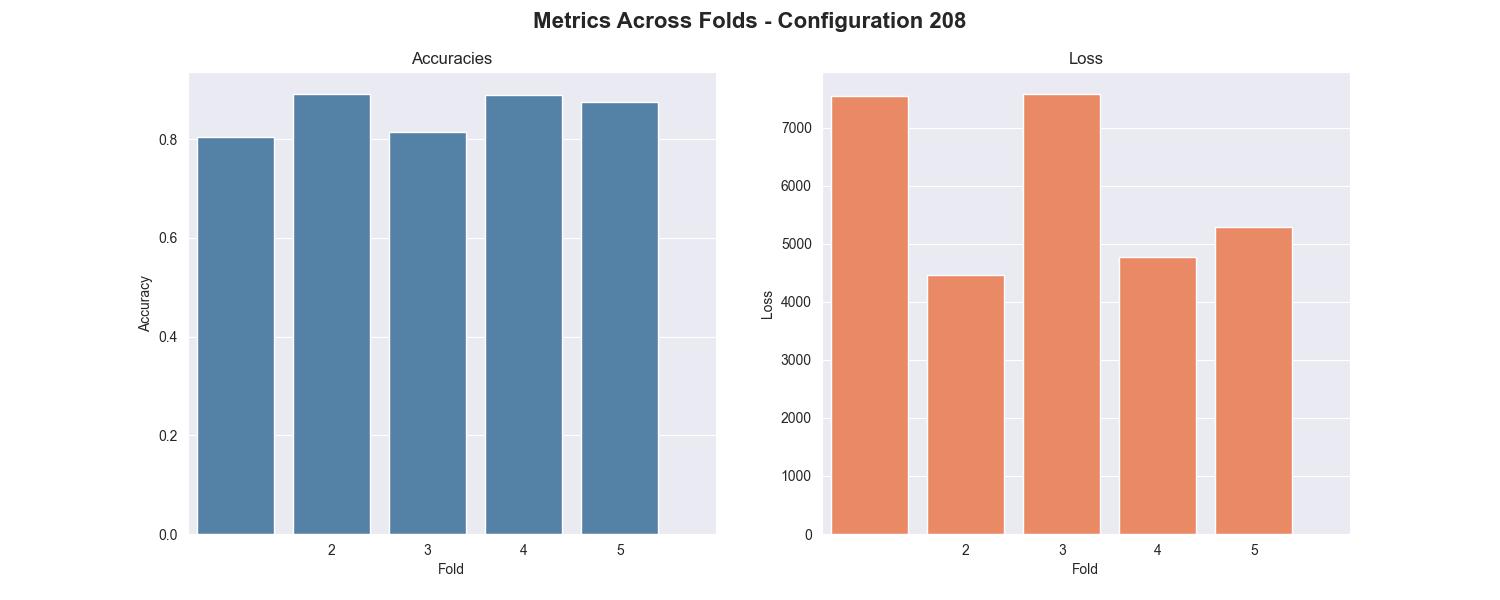 Metrics Across Folds - Configuration 208
Accuracies
0.8
0.6
0.4
0.2
0.0
Accuracy
2 3 4 5
Fold
Loss
7000
6000
5000
4000
3000
2000
1000
0
Loss
2 3 4 5
Fold